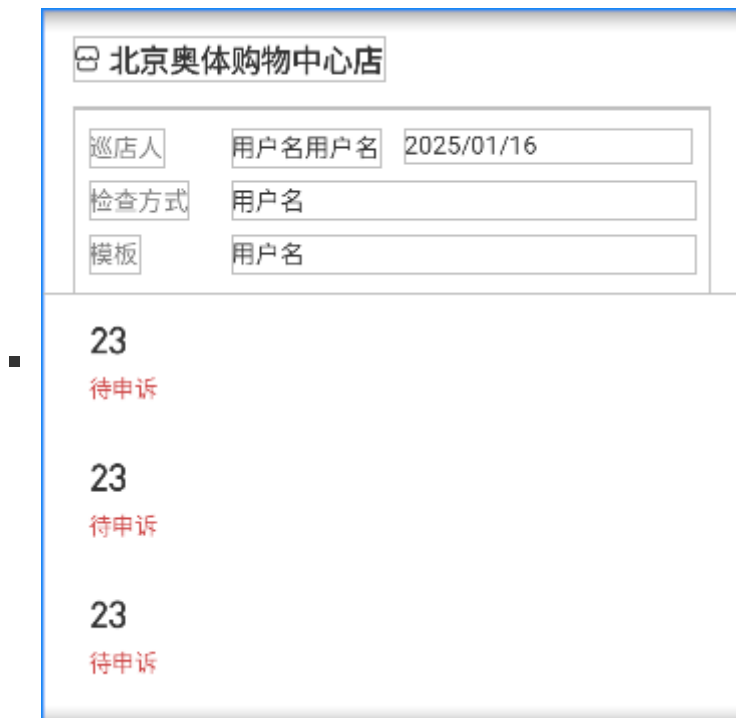 北京奥体购物中心店
巡店人 用户名用户名 2025/01/16
检查方式 用户名
模板 用户名
23
待申诉
23
待申诉
23
待申诉